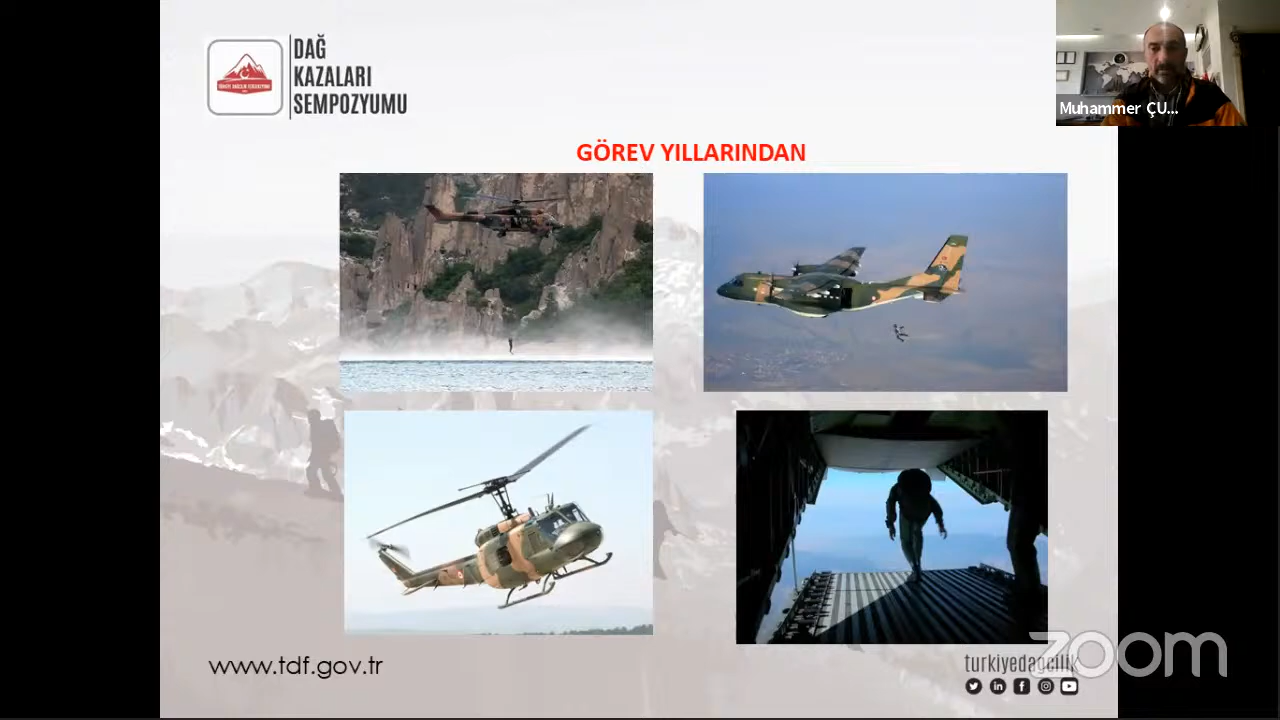 DAĞ
KAZALARI
SEMPOZYUMU
Muhammer ÇU...
GÖREV YILLARINDAN
www.tdf.gov.tr
turkiyedagcilik
zoom